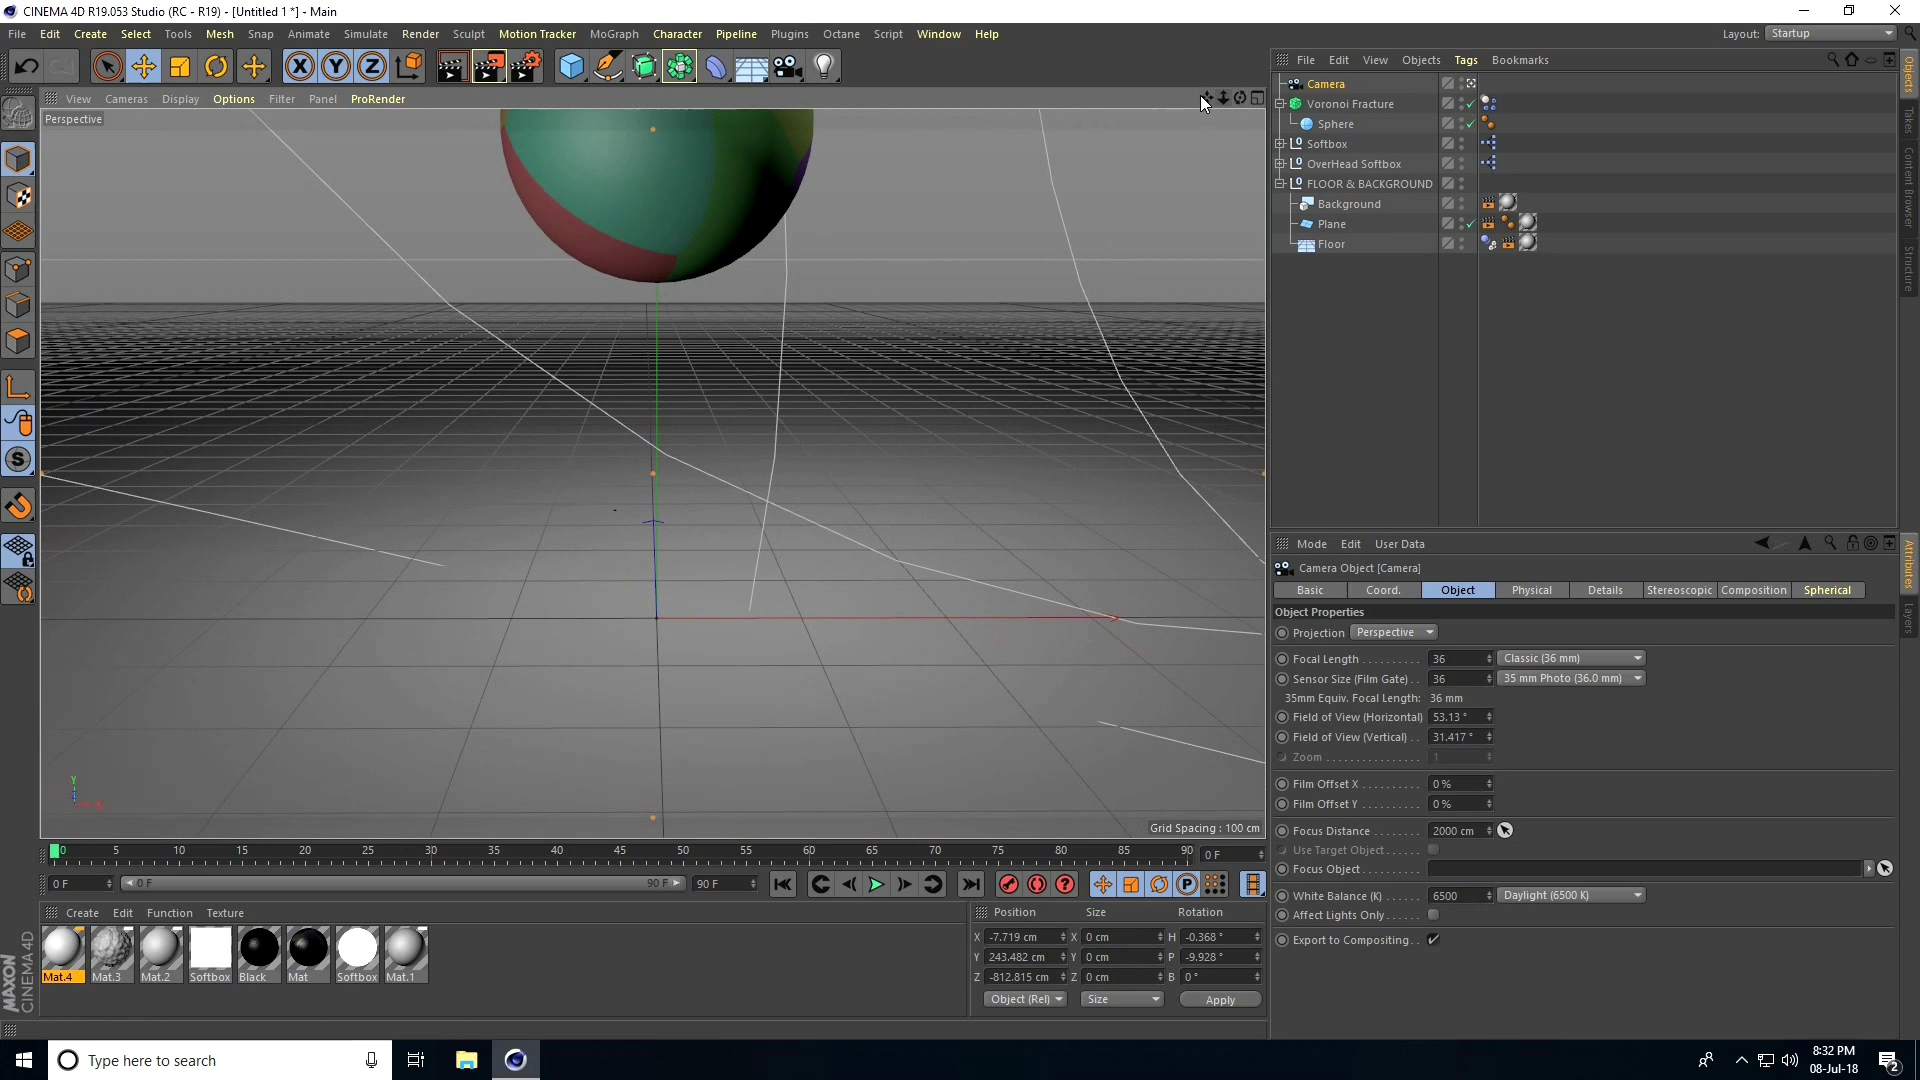 CINEMA 4D R19.053 Studio (RC - R19) - [Untitled 1 *] - Main
File Edit Create Select Tools Mesh Snap Animate Simulate Render Sculpt Motion Tracker MoGraph Character Pipeline Plugins Octane Script Window Help
Layout: Startup
X Y Z
File Edit View Objects Tags Bookmarks
View Cameras Display Options Filter Panel ProRender
Perspective
Camera
Voronoi Fracture
Sphere
Softbox
OverHead Softbox
FLOOR & BACKGROUND
Background
Plane
Floor
Objects
Takes
Content Browser
Structure
Mode Edit User Data
Camera Object [Camera]
Basic Coord. Object Physical Details Stereoscopic Composition Spherical
Object Properties
Projection Perspective
Focal Length . . . . . . . . . . 36 Classic (36 mm)
Sensor Size (Film Gate) . . 36 35 mm Photo (36.0 mm)
35mm Equiv. Focal Length: 36 mm
Field of View (Horizontal) 53.13 °
Field of View (Vertical) . . 31.417 °
Zoom . . . . . . . . . . . . . . . 1
Film Offset X . . . . . . . . . 0 %
Film Offset Y . . . . . . . . . 0 %
Focus Distance . . . . . . . 2000 cm
Use Target Object . . . . .
Focus Object . . . . . . . . .
White Balance (K) . . . . . 6500 Daylight (6500 K)
Affect Lights Only . . . . .
Export to Compositing . .
Attributes
Layers
Y
X
Grid Spacing : 100 cm
0 5 10 15 20 25 30 35 40 45 50 55 60 65 70 75 80 85 90 0 F
0 F 0 F 90 F 90 F
P
Create Edit Function Texture
Mat.4 Mat.3 Mat.2 Softbox Black Mat Softbox Mat.1
Position Size Rotation
X -7.719 cm X 0 cm H -0.368 °
Y 243.482 cm Y 0 cm P -9.928 °
Z -812.815 cm Z 0 cm B 0 °
Object (Rel) Size Apply
MAXON
CINEMA 4D
Type here to search
8:32 PM
08-Jul-18
2